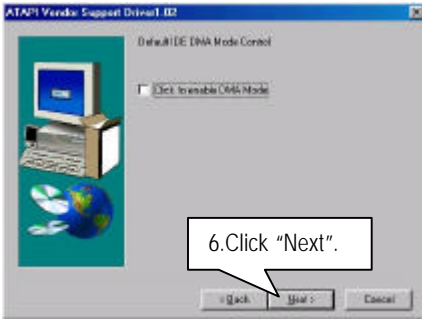 ATAPI Vendor Support Driver1.02
Default IDE DMA Mode Control
Click to enable DMA Mode
6.Click “Next”.
< Back
Next >
Cancel